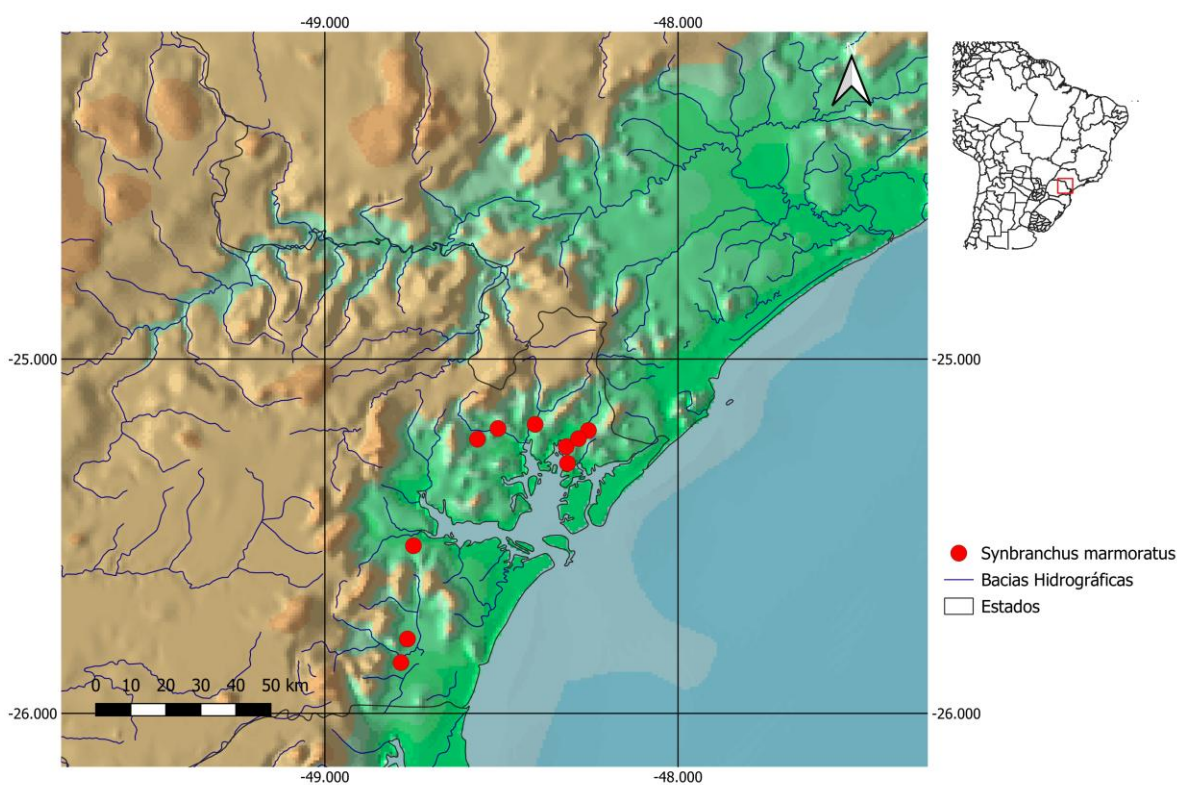 -49.000 -48.000
-25.000 -25.000
Synbranchus marmoratus
Bacias Hidrográficas
Estados
0 10 20 30 40 50 km
-26.000 -26.000
-49.000 -48.000